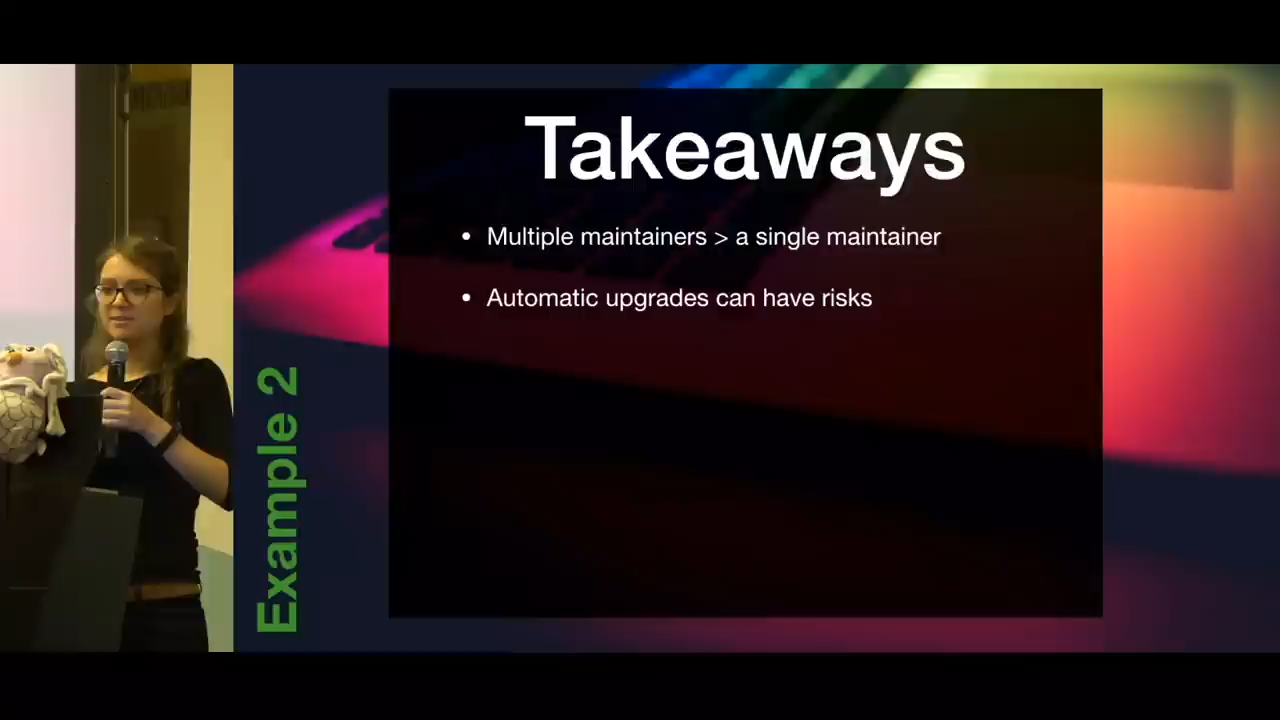 Takeaways
• Multiple maintainers > a single maintainer
• Automatic upgrades can have risks
Example 2